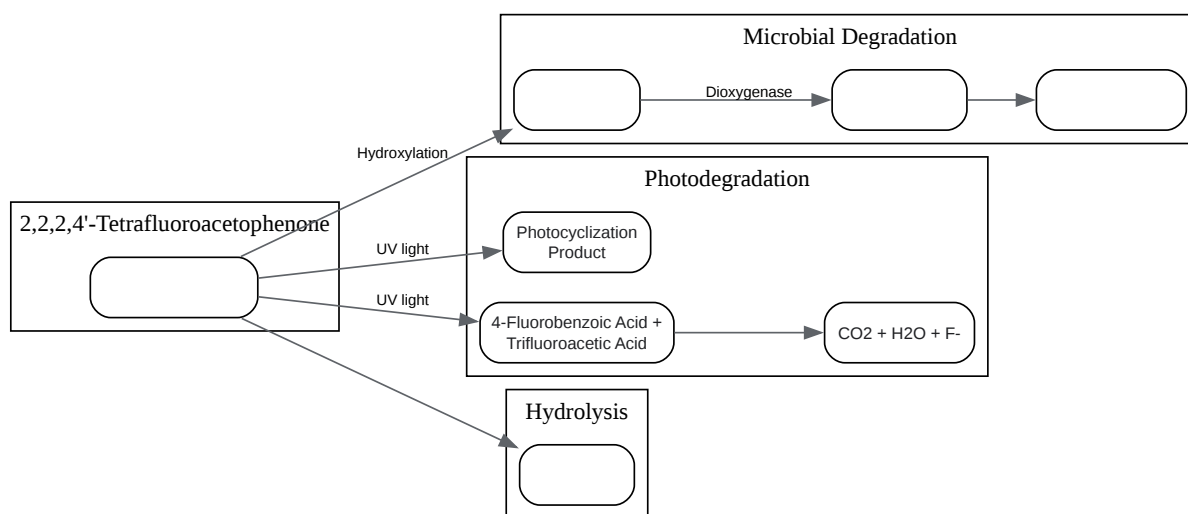 Microbial Degradation
Dioxygenase
Hydroxylation
Photodegradation
2,2,2,4'-Tetrafluoroacetophenone
Photocyclization
Product
UV light
UV light
4-Fluorobenzoic Acid +
Trifluoroacetic Acid
CO2 + H2O + F-
Hydrolysis